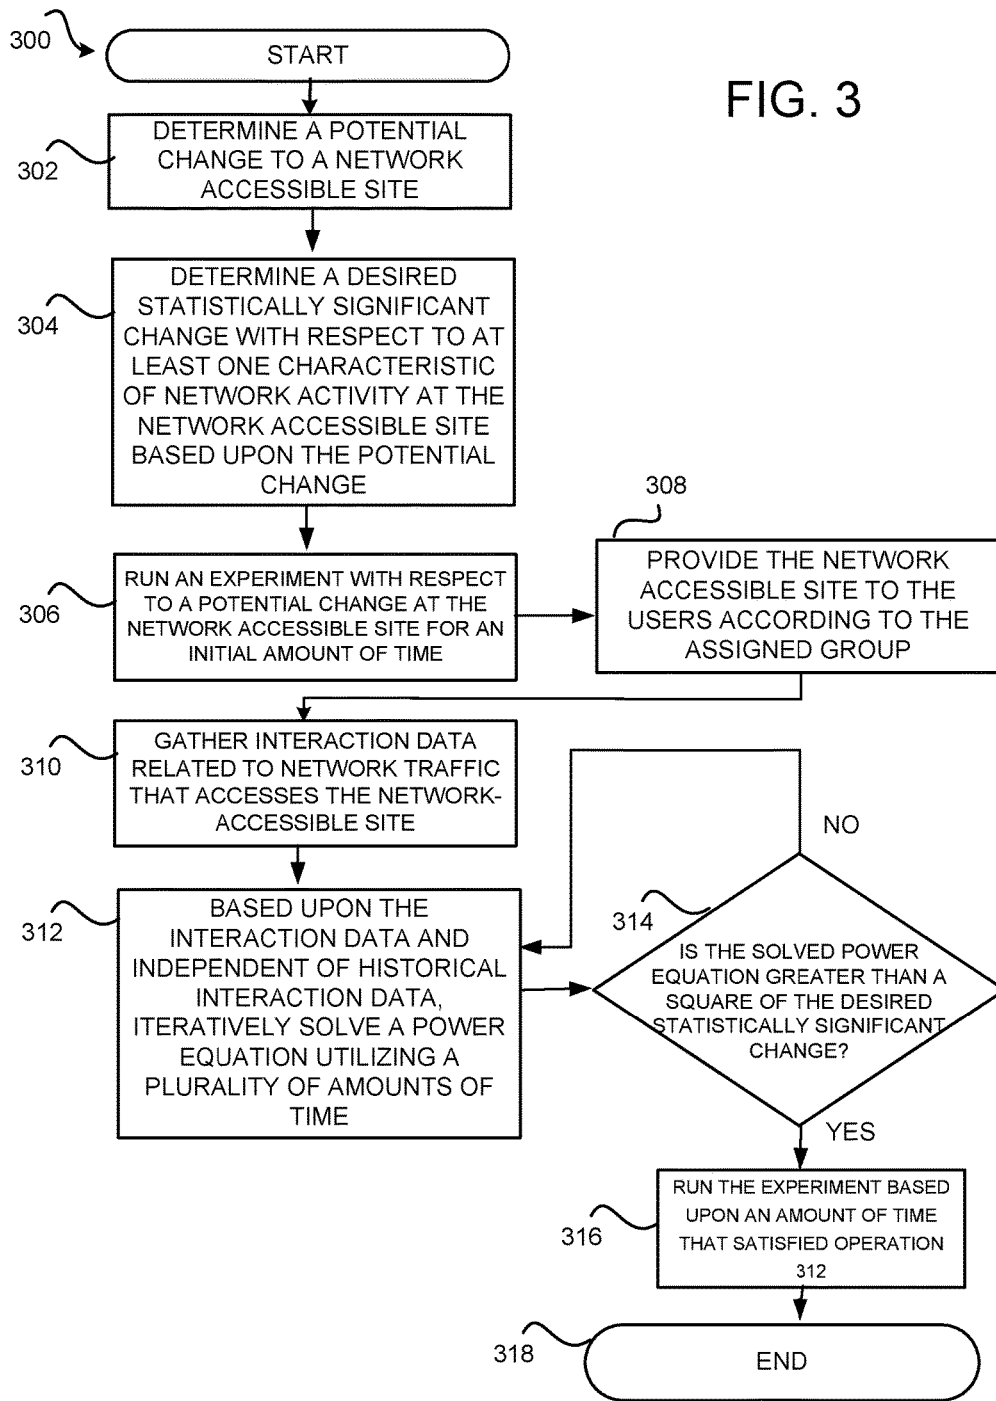 300
START
FIG. 3
302
DETERMINE A POTENTIAL
CHANGE TO A NETWORK
ACCESSIBLE SITE
304
DETERMINE A DESIRED
STATISTICALLY SIGNIFICANT
CHANGE WITH RESPECT TO AT
LEAST ONE CHARACTERISTIC
OF NETWORK ACTIVITY AT THE
NETWORK ACCESSIBLE SITE
BASED UPON THE POTENTIAL
CHANGE
306
RUN AN EXPERIMENT WITH RESPECT
TO A POTENTIAL CHANGE AT THE
NETWORK ACCESSIBLE SITE FOR AN
INITIAL AMOUNT OF TIME
308
PROVIDE THE NETWORK
ACCESSIBLE SITE TO THE
USERS ACCORDING TO THE
ASSIGNED GROUP
310
GATHER INTERACTION DATA
RELATED TO NETWORK TRAFFIC
THAT ACCESSES THE NETWORK-
ACCESSIBLE SITE
312
BASED UPON THE
INTERACTION DATA AND
INDEPENDENT OF HISTORICAL
INTERACTION DATA,
ITERATIVELY SOLVE A POWER
EQUATION UTILIZING A
PLURALITY OF AMOUNTS OF
TIME
NO
314
IS THE SOLVED POWER
EQUATION GREATER THAN A
SQUARE OF THE DESIRED
STATISTICALLY SIGNIFICANT
CHANGE?
YES
316
RUN THE EXPERIMENT BASED
UPON AN AMOUNT OF TIME
THAT SATISFIED OPERATION
312
318
END